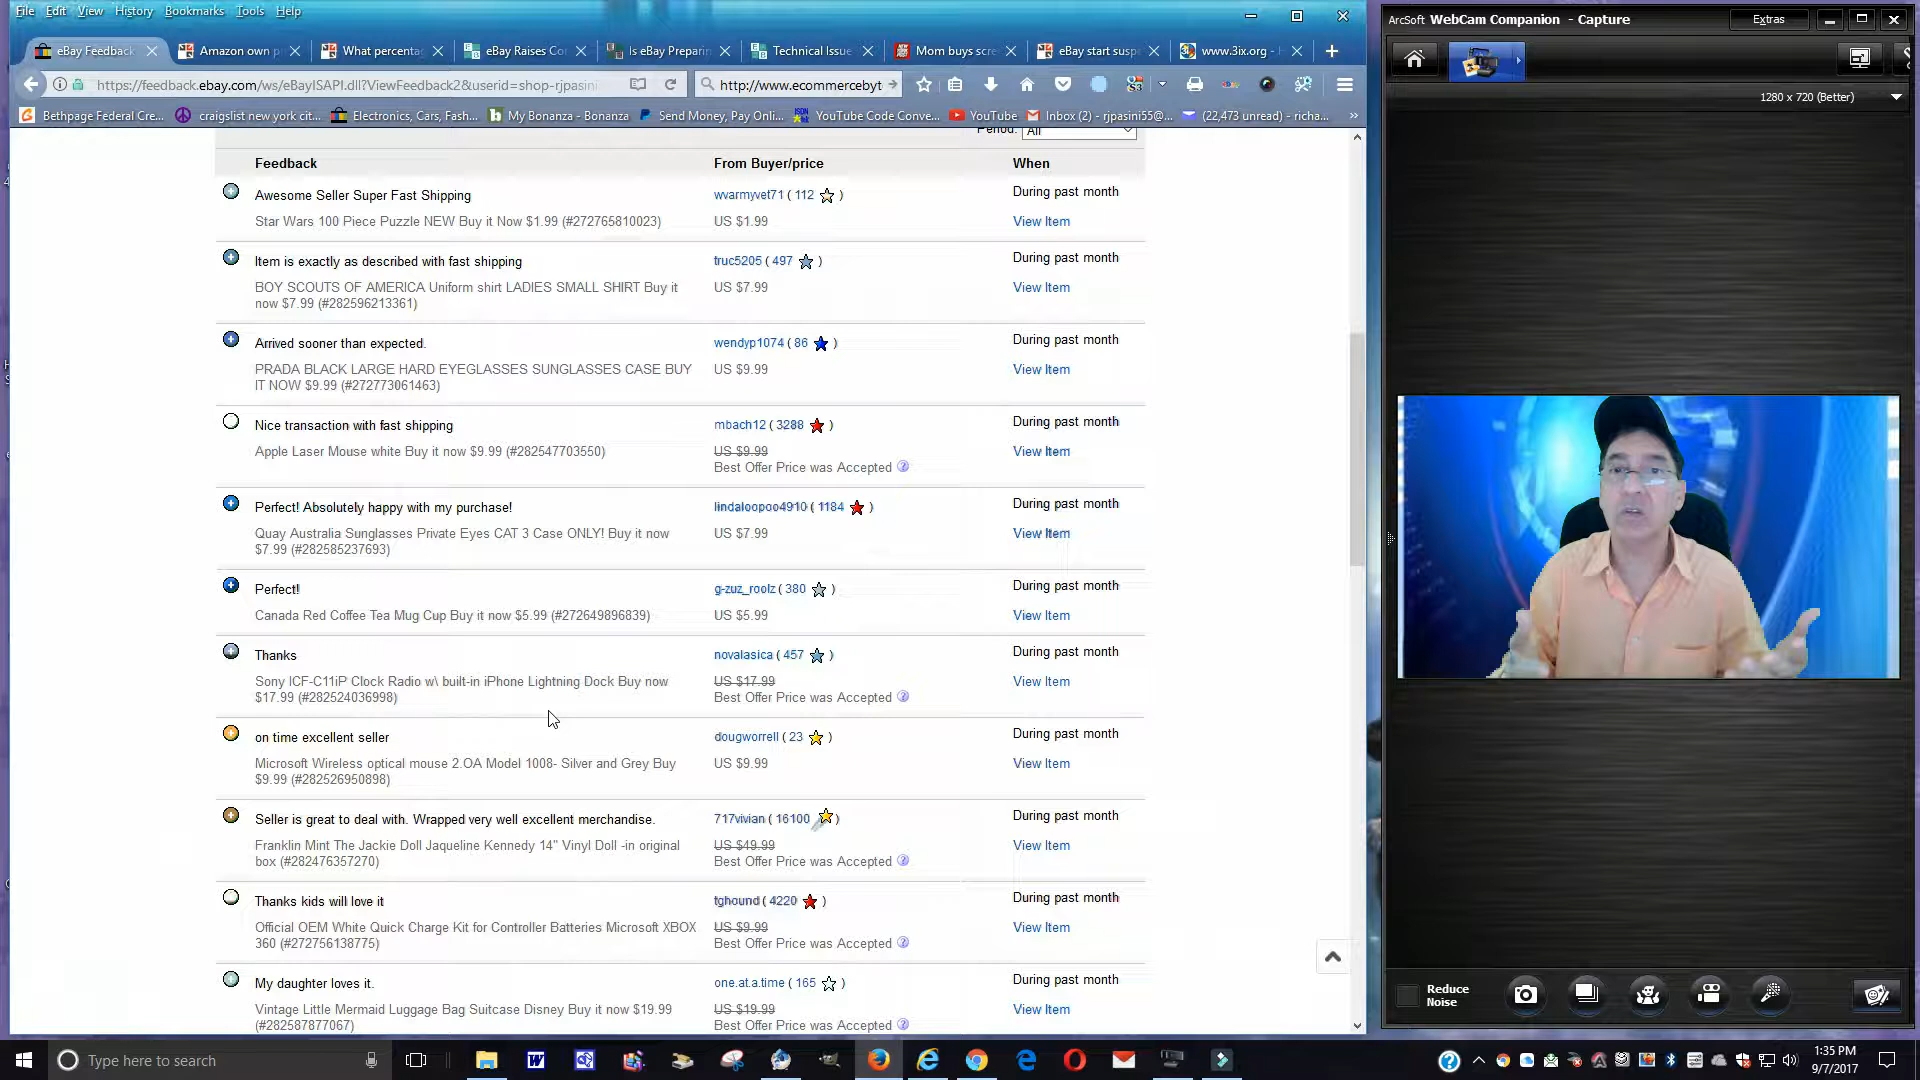 File Edit View History Bookmarks Tools Help
eBay Feedback
Amazon own p
What percenta
eBay Raises Co
Is eBay Preparin
Technical Issue
Mom buys scre
eBay start susp
www.3ix.org - H
https://feedback.ebay.com/ws/eBayISAPI.dll?ViewFeedback2&userid=shop-rjpasini
http://www.ecommercebyt
Bethpage Federal Cre...
craigslist new york cit...
Electronics, Cars, Fash...
My Bonanza - Bonanza
Send Money, Pay Onli...
YouTube Code Conve...
YouTube
Inbox (2) - rjpasini55@...
(22,473 unread) - richa...
Period: All
Feedback From Buyer/price When
Awesome Seller Super Fast Shipping wvarmyvet71 ( 112 ) During past month
Star Wars 100 Piece Puzzle NEW Buy it Now $1.99 (#272765810023) US $1.99 View Item
Item is exactly as described with fast shipping truc5205 ( 497 ) During past month
BOY SCOUTS OF AMERICA Uniform shirt LADIES SMALL SHIRT Buy it US $7.99 View Item
now $7.99 (#282596213361)
Arrived sooner than expected. wendyp1074 ( 86 ) During past month
PRADA BLACK LARGE HARD EYEGLASSES SUNGLASSES CASE BUY US $9.99 View Item
IT NOW $9.99 (#272773061463)
Nice transaction with fast shipping mbach12 ( 3288 ) During past month
Apple Laser Mouse white Buy it now $9.99 (#282547703550) US $9.99 View Item
Best Offer Price was Accepted
Perfect! Absolutely happy with my purchase! lindaloopoo4910 ( 1184 ) During past month
Quay Australia Sunglasses Private Eyes CAT 3 Case ONLY! Buy it now US $7.99 View Item
$7.99 (#282585237693)
Perfect! g-zuz_roolz ( 380 ) During past month
Canada Red Coffee Tea Mug Cup Buy it now $5.99 (#272649896839) US $5.99 View Item
Thanks novalasica ( 457 ) During past month
Sony ICF-C11iP Clock Radio w\ built-in iPhone Lightning Dock Buy now US $17.99 View Item
$17.99 (#282524036998) Best Offer Price was Accepted
on time excellent seller dougworrell ( 23 ) During past month
Microsoft Wireless optical mouse 2.OA Model 1008- Silver and Grey Buy US $9.99 View Item
$9.99 (#282526950898)
Seller is great to deal with. Wrapped very well excellent merchandise. 717vivian ( 16100 ) During past month
Franklin Mint The Jackie Doll Jaqueline Kennedy 14" Vinyl Doll -in original US $49.99 View Item
box (#282476357270) Best Offer Price was Accepted
Thanks kids will love it tghound ( 4220 ) During past month
Official OEM White Quick Charge Kit for Controller Batteries Microsoft XBOX US $9.99 View Item
360 (#272756138775) Best Offer Price was Accepted
My daughter loves it. one.at.a.time ( 165 ) During past month
Vintage Little Mermaid Luggage Bag Suitcase Disney Buy it now $19.99 US $19.99 View Item
(#282587877067) Best Offer Price was Accepted
ArcSoft WebCam Companion - Capture
Extras
1280 x 720 (Better)
Reduce
Noise
Type here to search
1:35 PM
9/7/2017